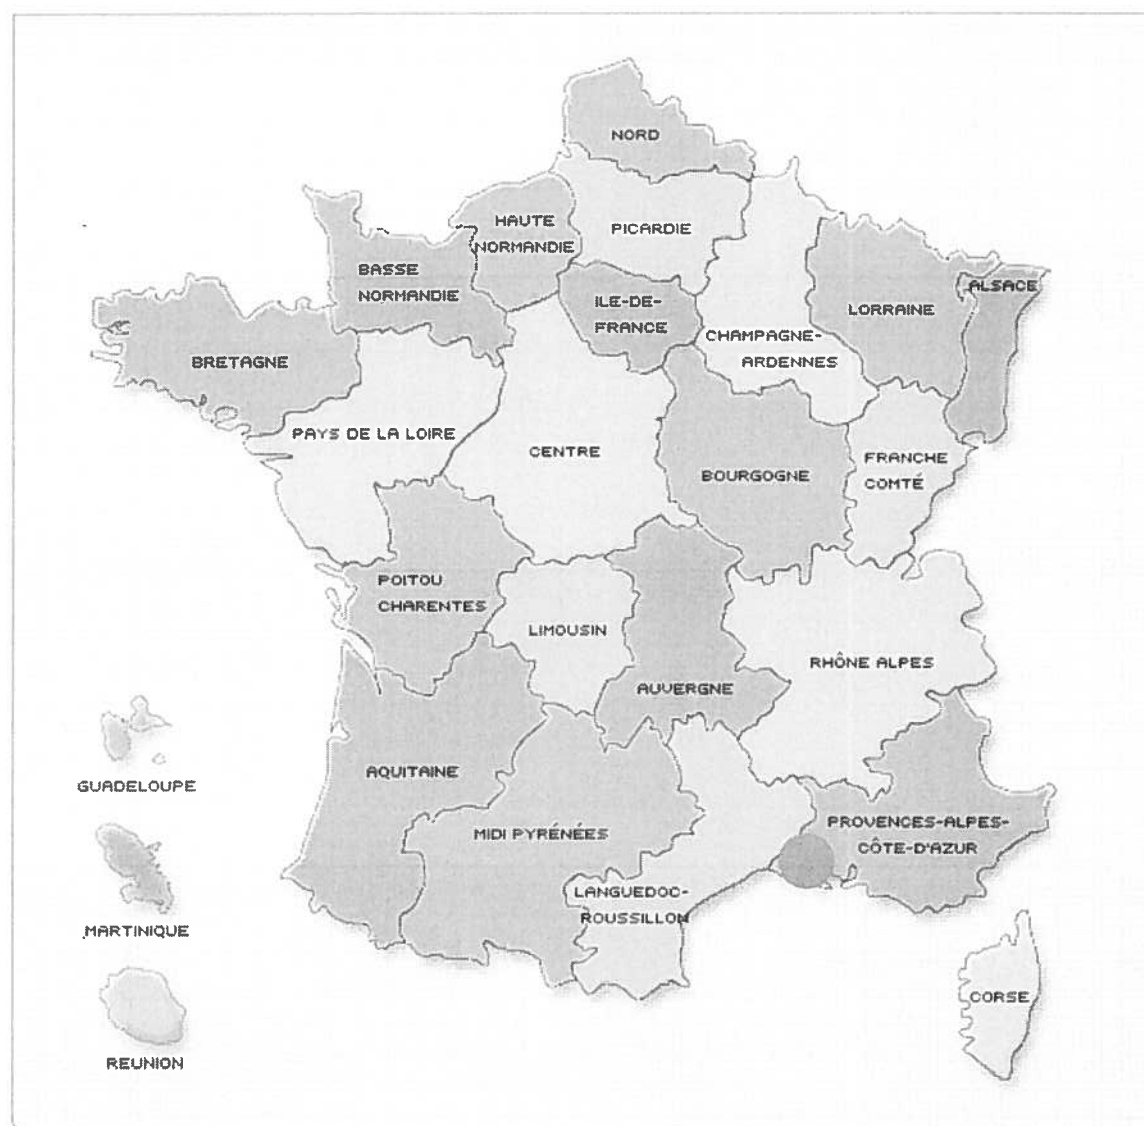 NORD
HAUTE
NORMANDIE
PICARDIE
BASSE
NORMANDIE
ILE-DE-
FRANCE
CHAMPAGNE-
ARDENNES
LORRAINE
ALSACE
BRETAGNE
PAYS DE LA LOIRE
CENTRE
BOURGOGNE
FRANCHE
COMTÉ
POITOU
CHARENTES
LIMOUSIN
AUVERGNE
RHÔNE ALPES
AQUITAINE
MIDI PYRÉNÉES
LANGUEDOC-
ROUSSILLON
PROVENCES-ALPES-
CÔTE-D'AZUR
CORSE
GUADELOUPE
MARTINIQUE
REUNION